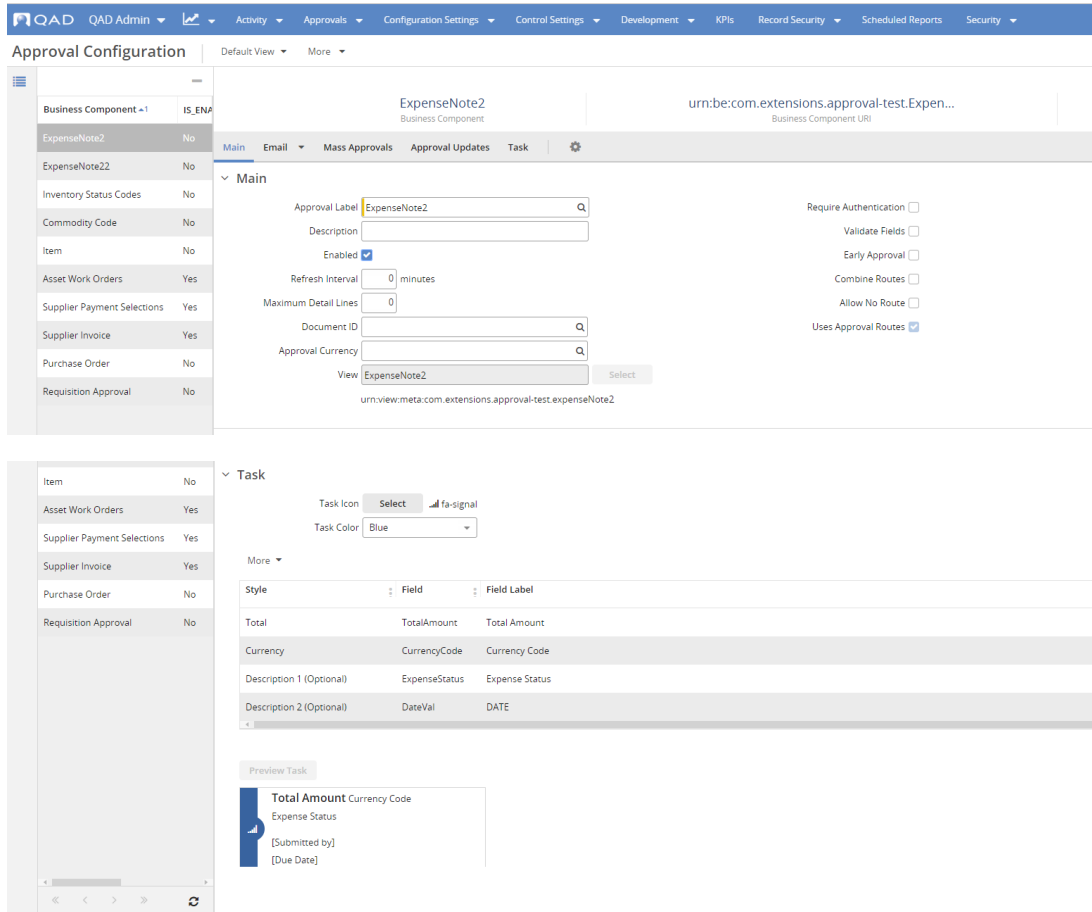 QAD QAD Admin Activity Approvals Configuration Settings Control Settings Development KPIs Record Security Scheduled Reports Security
Approval Configuration Default View More
Business Component 1 IS_ENA
ExpenseNote2 No
ExpenseNote22 No
Inventory Status Codes No
Commodity Code No
Item No
Asset Work Orders Yes
Supplier Payment Selections Yes
Supplier Invoice Yes
Purchase Order No
Requisition Approval No
ExpenseNote2 urn:be:com.extensions.approval-test.Expen...
Business Component Business Component URI
Main Email Mass Approvals Approval Updates Task
Main
Approval Label ExpenseNote2 Require Authentication
Description Validate Fields
Enabled Early Approval
Refresh Interval 0 minutes Combine Routes
Maximum Detail Lines 0 Allow No Route
Document ID Uses Approval Routes
Approval Currency
View ExpenseNote2 Select
urn:view:meta:com.extensions.approval-test.expenseNote2
Item No
Asset Work Orders Yes
Supplier Payment Selections Yes
Supplier Invoice Yes
Purchase Order No
Requisition Approval No
Task
Task Icon Select fa-signal
Task Color Blue
More
Style Field Field Label
Total TotalAmount Total Amount
Currency CurrencyCode Currency Code
Description 1 (Optional) ExpenseStatus Expense Status
Description 2 (Optional) DateVal DATE
Preview Task
Total Amount Currency Code
Expense Status
[Submitted by]
[Due Date]